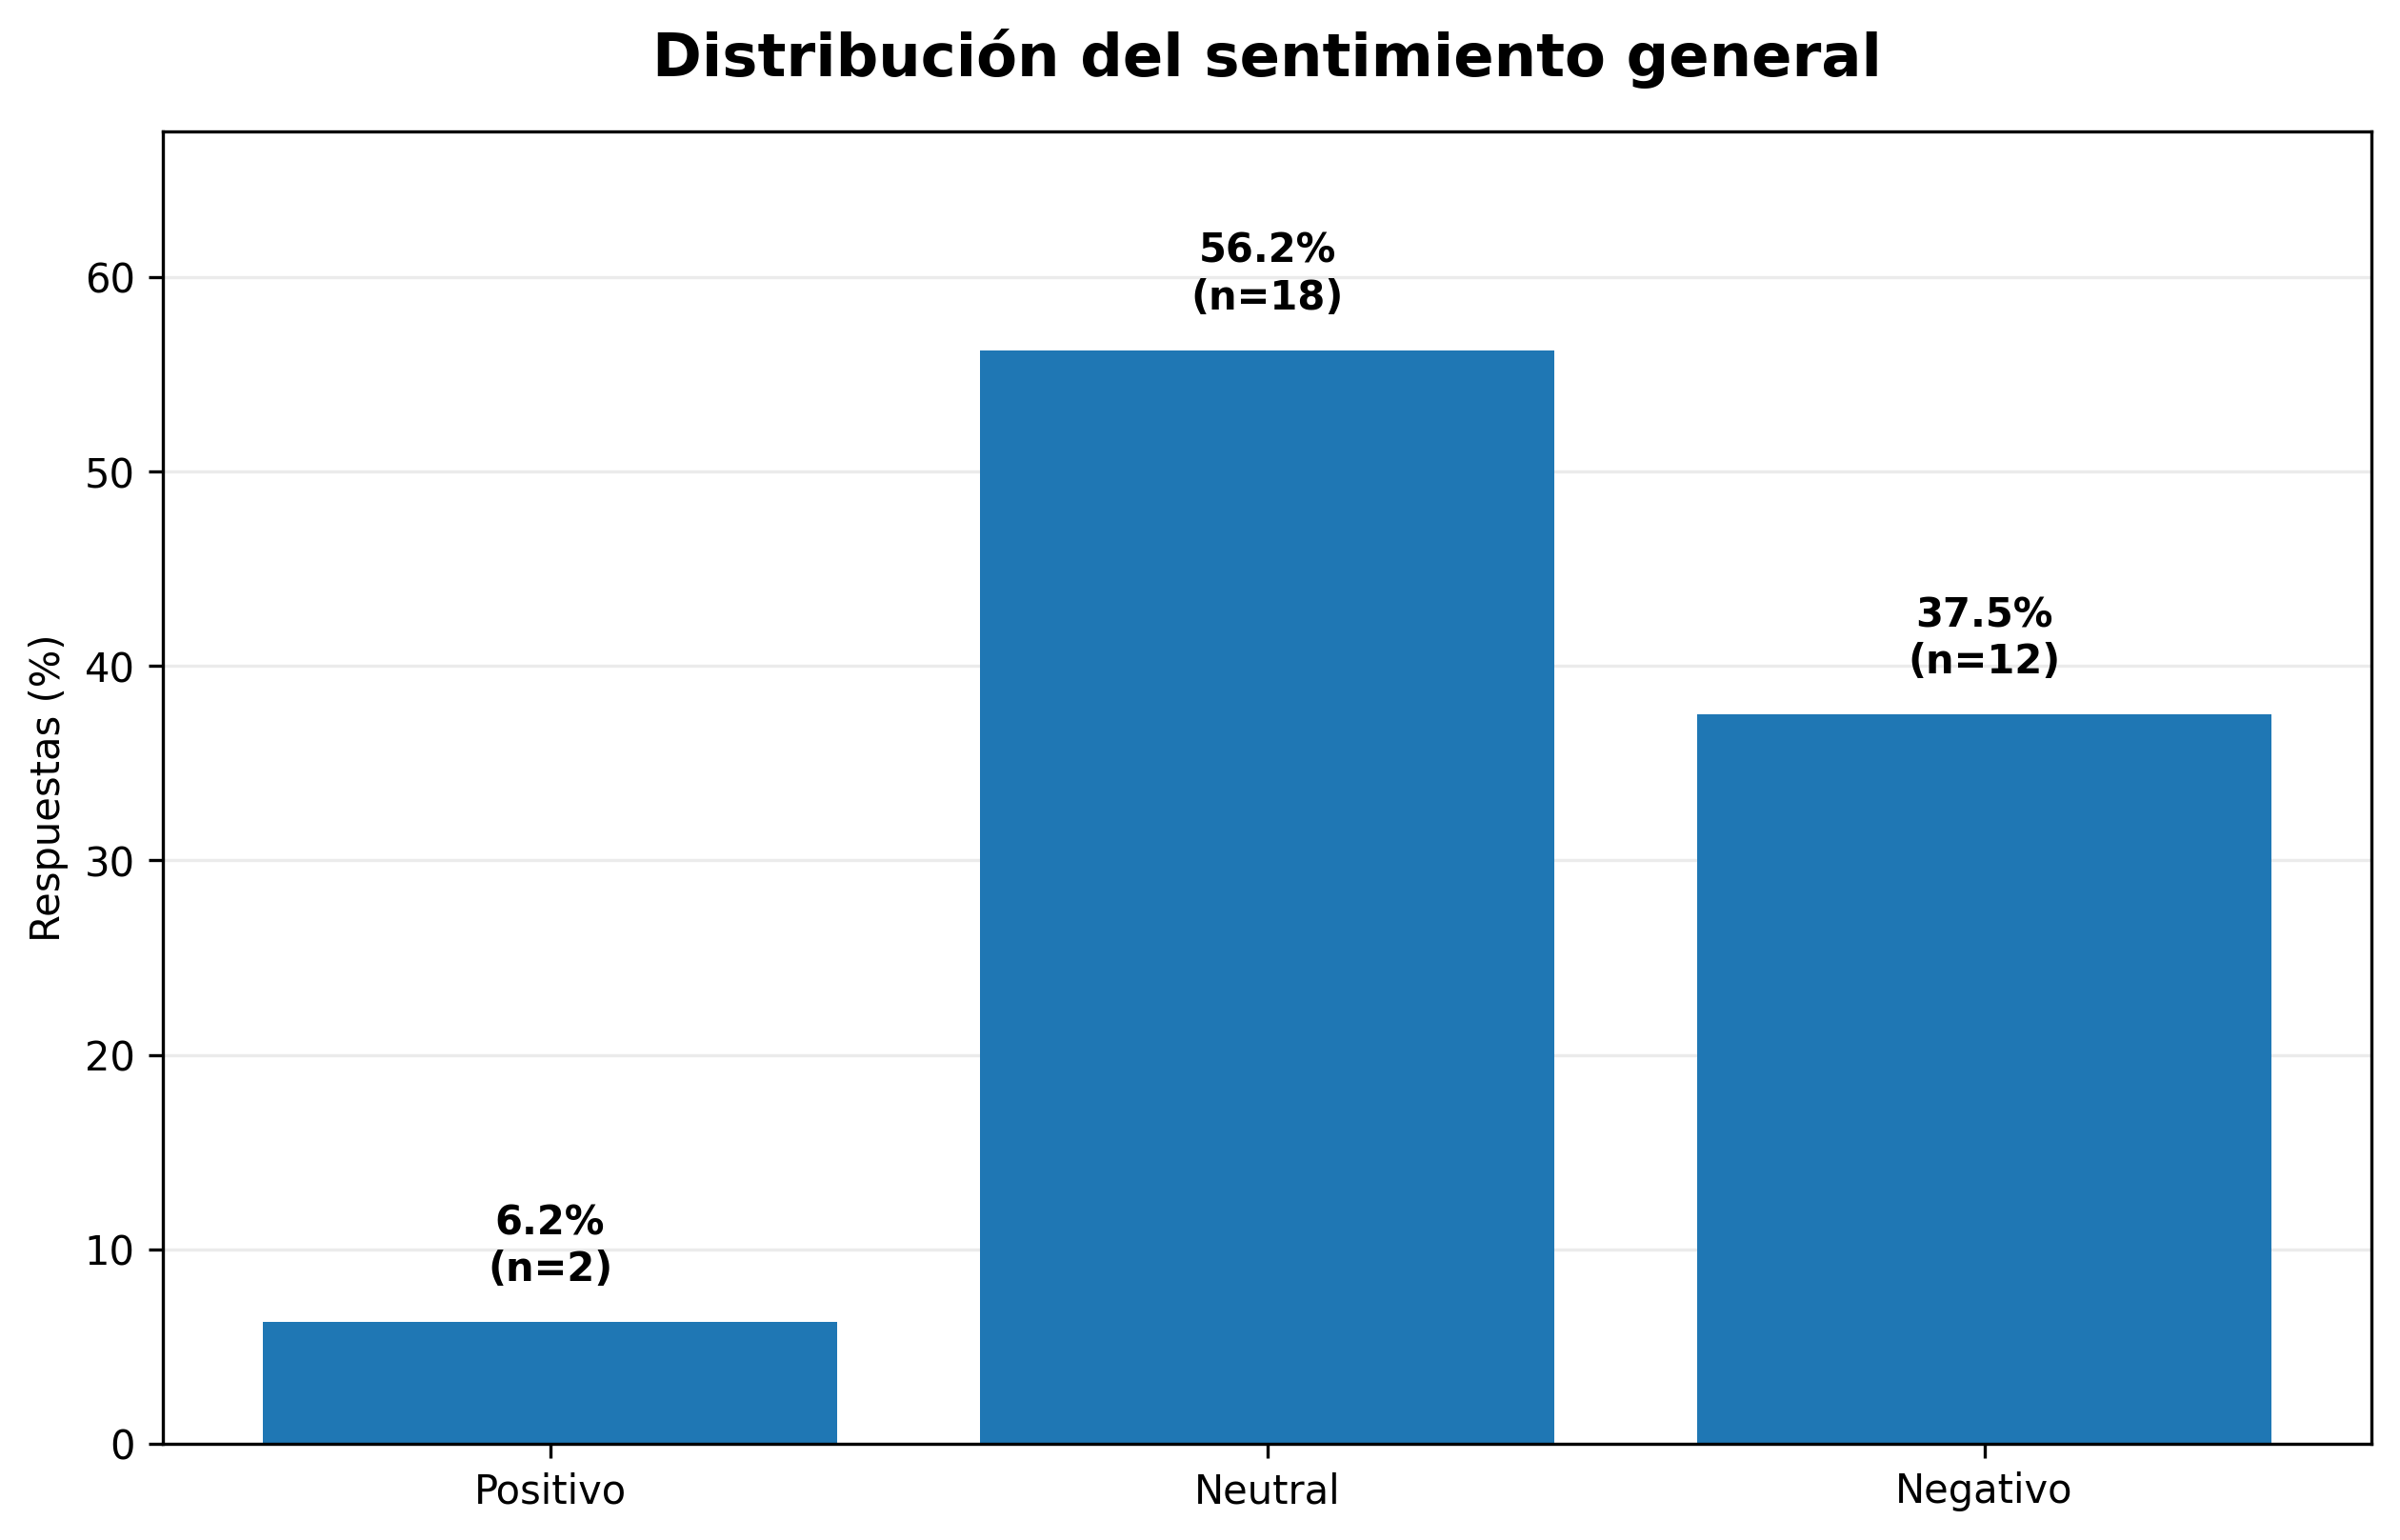 Distribución del sentimiento general
Respuestas (%)
60
50
40
30
20
10
0
6.2%
(n=2)
56.2%
(n=18)
37.5%
(n=12)
Positivo
Neutral
Negativo